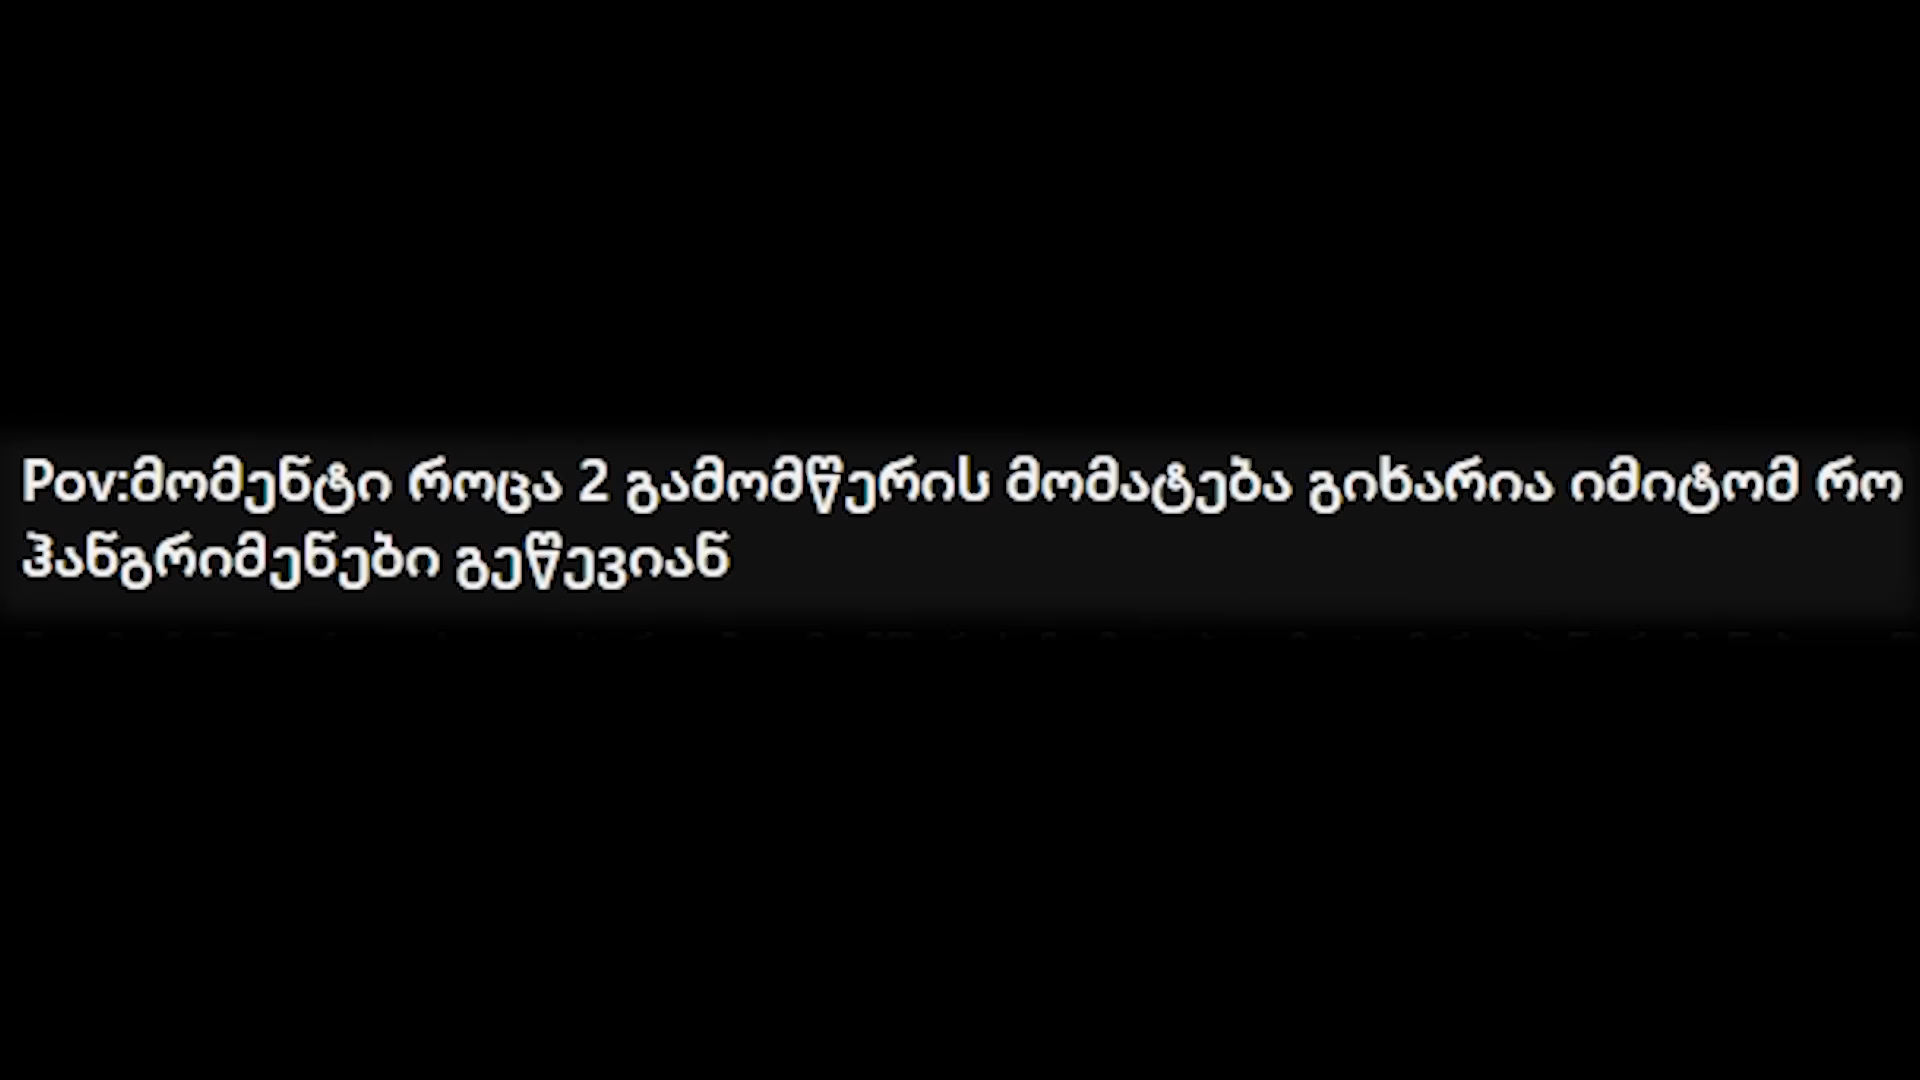 Pov:მომენტი როცა 2 გამომწერის მომატება გიხარია იმიტომ რო
ჰანგრიმენები გეწევიან